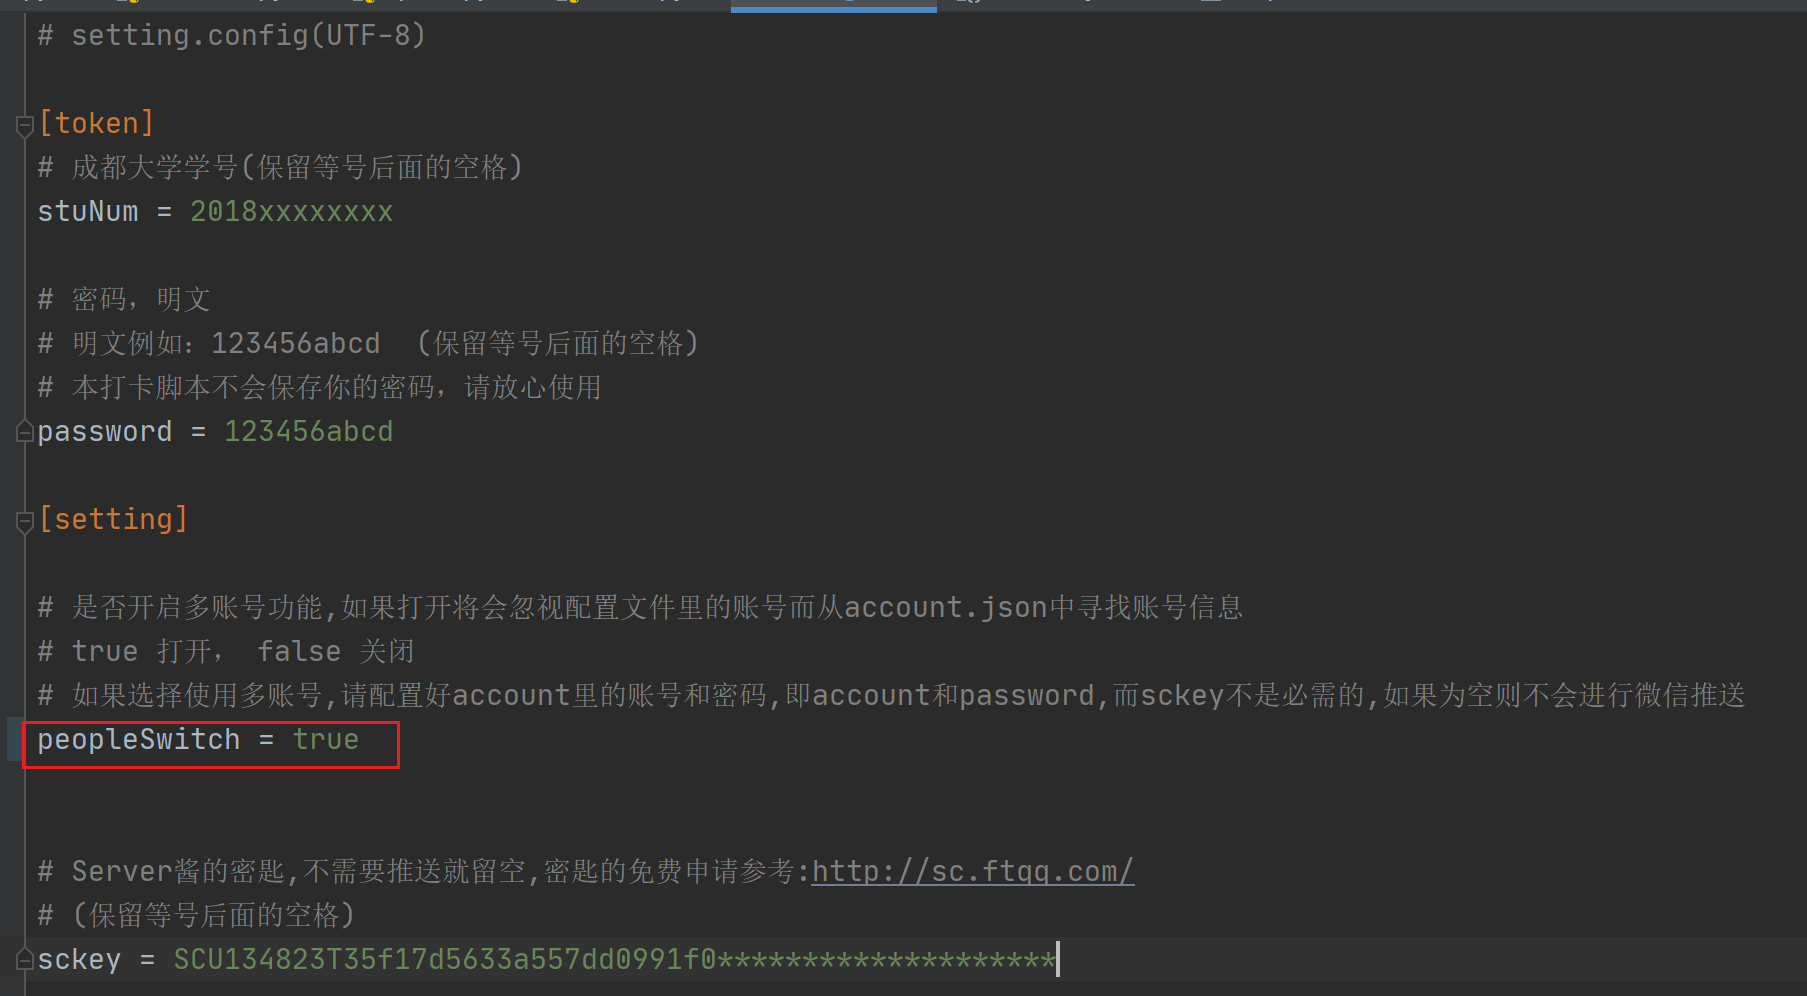 # setting.config(UTF-8)
[token]
# 成都大学学号(保留等号后面的空格)
stuNum = 2018xxxxxxxx
# 密码，明文
# 明文例如：123456abcd  (保留等号后面的空格)
# 本打卡脚本不会保存你的密码，请放心使用
password = 123456abcd
[setting]
# 是否开启多账号功能,如果打开将会忽视配置文件里的账号而从account.json中寻找账号信息
# true 打开， false 关闭
# 如果选择使用多账号,请配置好account里的账号和密码,即account和password,而sckey不是必需的,如果为空则不会进行微信推送
peopleSwitch = true
# Server酱的密匙,不需要推送就留空,密匙的免费申请参考:http://sc.ftqq.com/
# (保留等号后面的空格)
sckey = SCU134823T35f17d5633a557dd0991f0********************